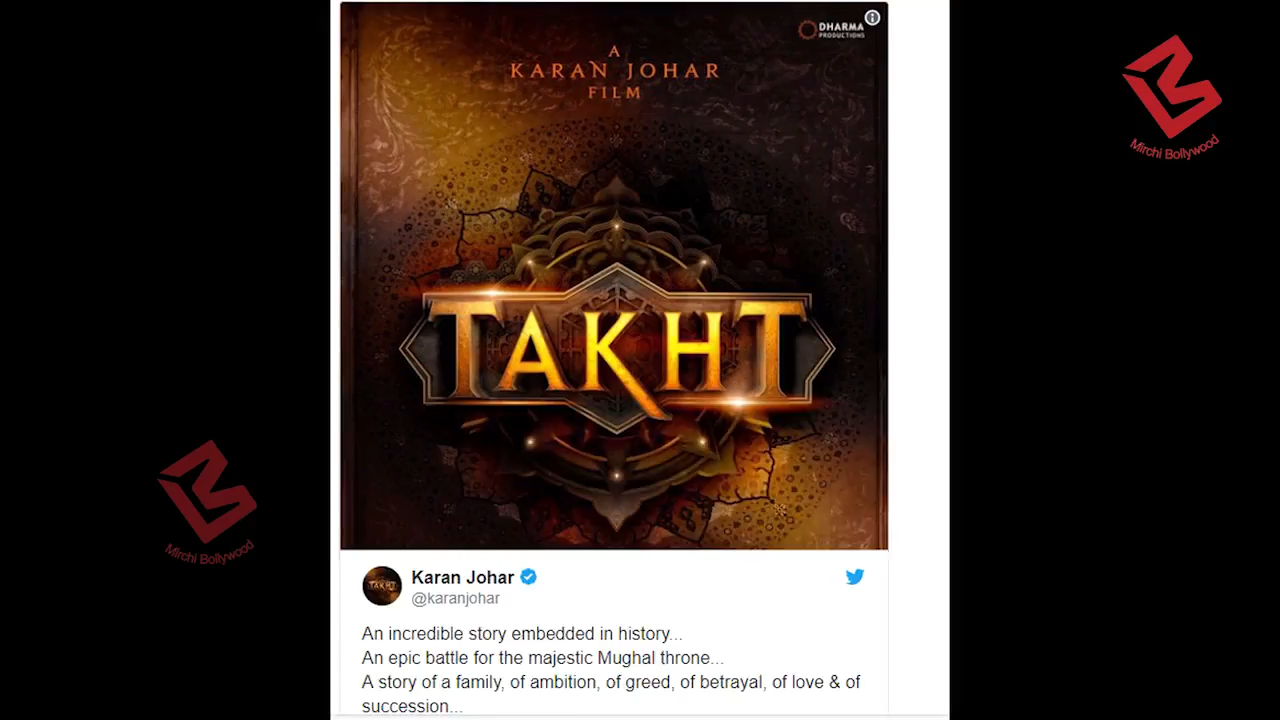 DHARMA
PRODUCTIONS
A
KARAN JOHAR
FILM
Mirchi Bollywood
TAKHT
Mirchi Bollywood
TAKHT
Karan Johar
@karanjohar
An incredible story embedded in history...
An epic battle for the majestic Mughal throne...
A story of a family, of ambition, of greed, of betrayal, of love & of
succession...